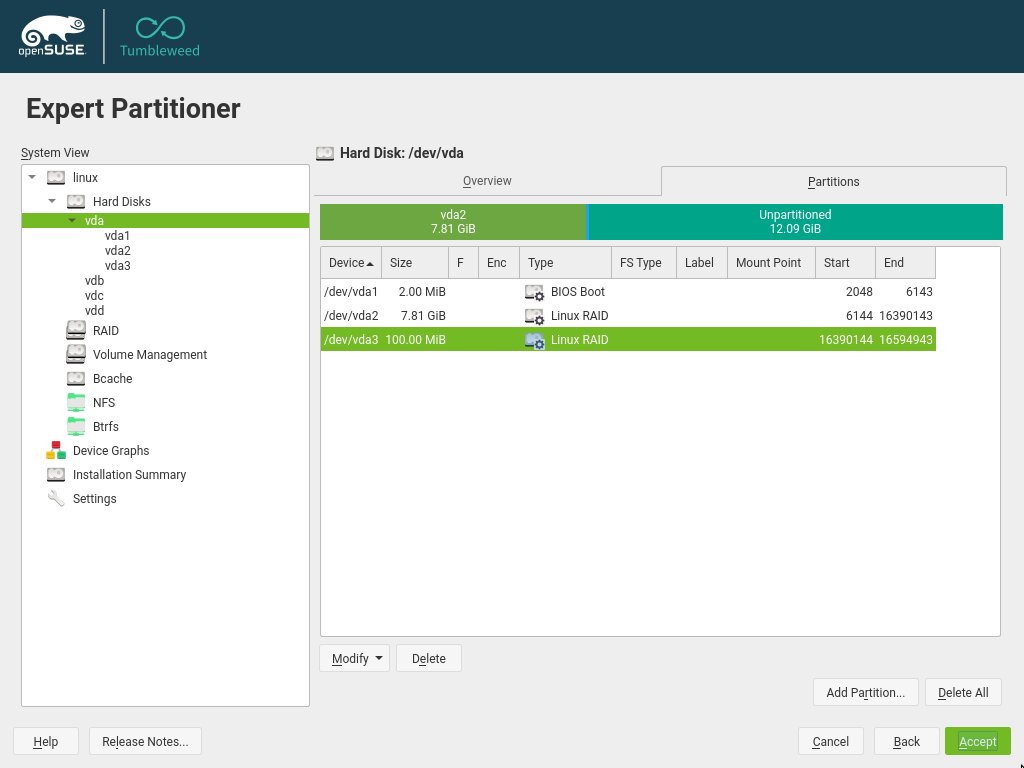 openSUSE
Tumbleweed
Expert Partitioner
System View
linux
Hard Disks
vda
vda1
vda2
vda3
vdb
vdc
vdd
RAID
Volume Management
Bcache
NFS
Btrfs
Device Graphs
Installation Summary
Settings
Hard Disk: /dev/vda
Overview Partitions
vda2 Unpartitioned
7.81 GiB 12.09 GiB
Device Size F Enc Type FS Type Label Mount Point Start End
/dev/vda1 2.00 MiB BIOS Boot 2048 6143
/dev/vda2 7.81 GiB Linux RAID 6144 16390143
/dev/vda3 100.00 MiB Linux RAID 16390144 16594943
Modify Delete
Add Partition... Delete All
Help Release Notes... Cancel Back Accept